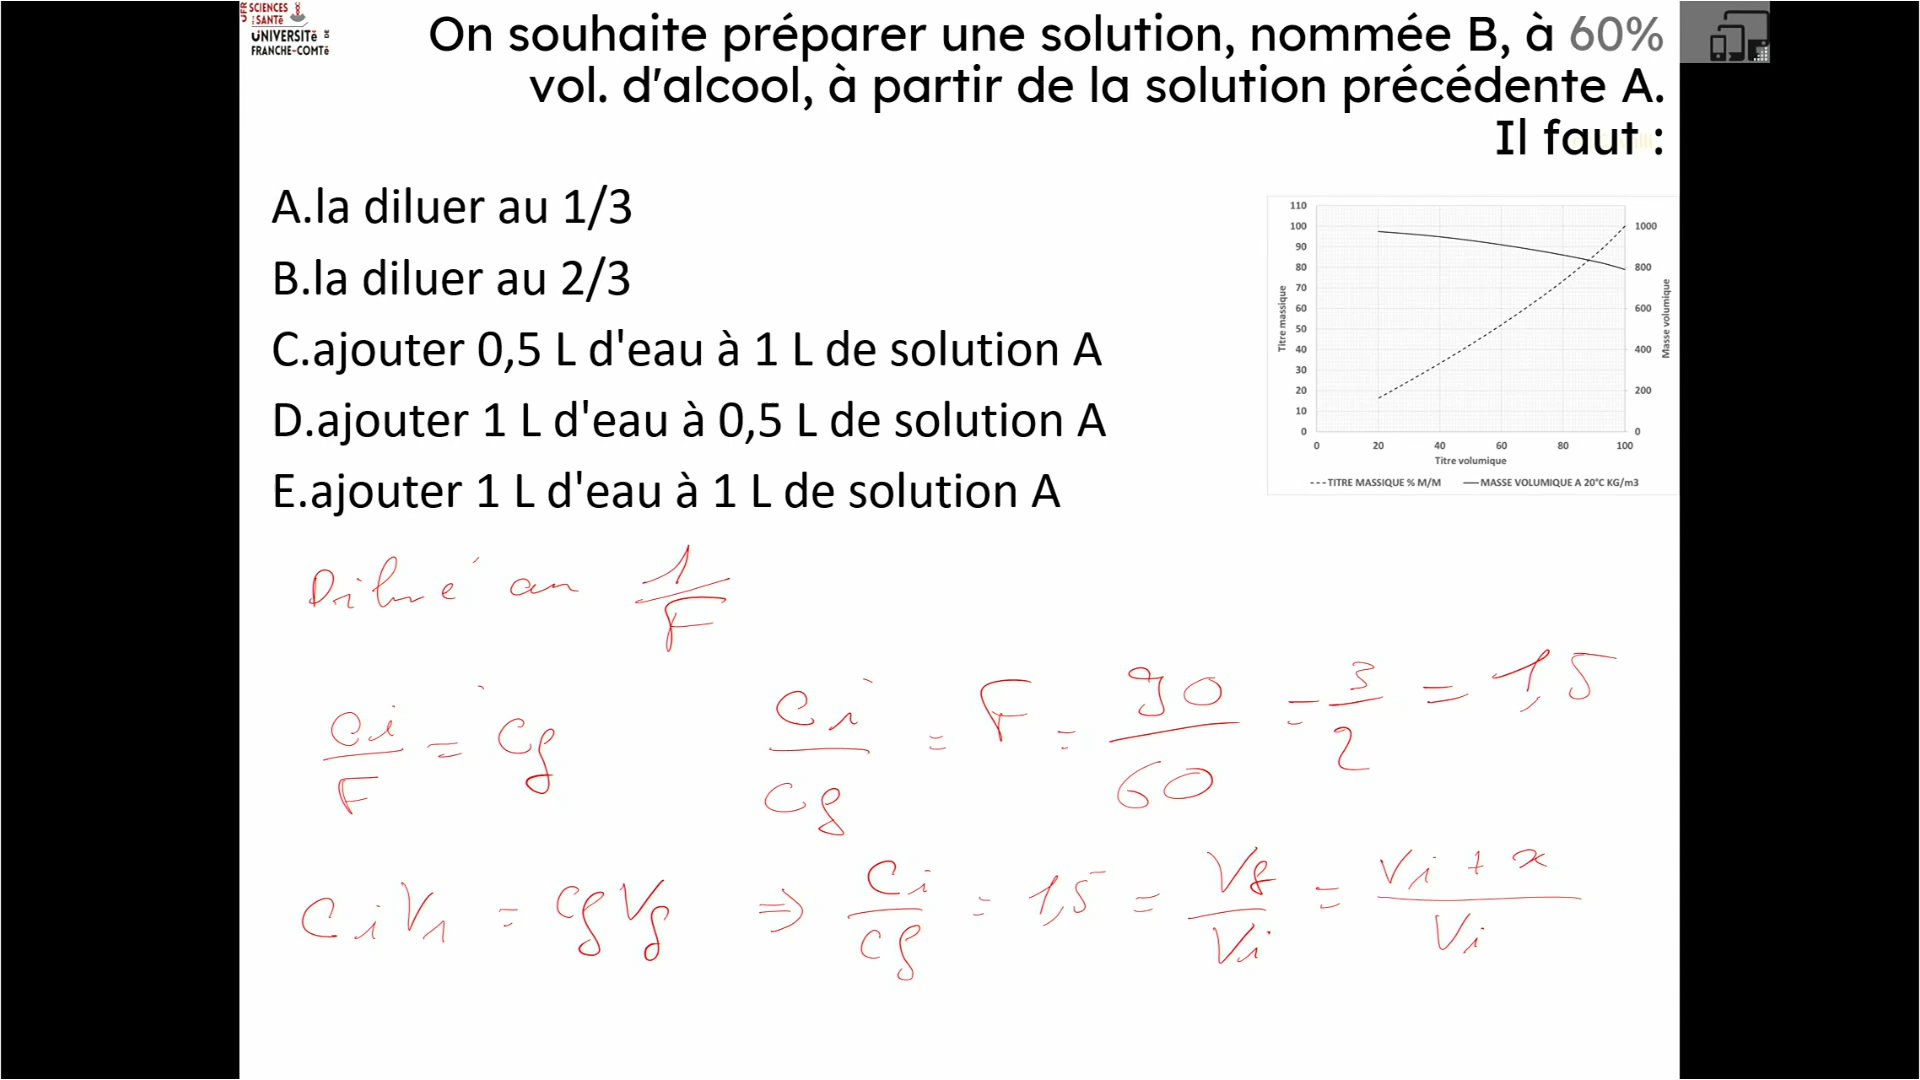 UFR SCIENCES
SANTé
UNIVERSITé DE
FRANCHE-COMTé
On souhaite préparer une solution, nommée B, à 60%
vol. d'alcool, à partir de la solution précédente A.
Il faut :
A.la diluer au 1/3
B.la diluer au 2/3
C.ajouter 0,5 L d'eau à 1 L de solution A
D.ajouter 1 L d'eau à 0,5 L de solution A
E.ajouter 1 L d'eau à 1 L de solution A
110
100
90
80
70
60
50
40
30
20
10
0
Titre massique
1000
800
600
400
200
0
Masse volumique
0 20 40 60 80 100
Titre volumique
TITRE MASSIQUE % M/M MASSE VOLUMIQUE A 20°C KG/m3
Dilué au 1/F
Ci/F = Cf Ci/Cf = F = 90/60 = 3/2 = 1,5
CiV1 = CfVf => Ci/Cf = 1,5 = Vf/Vi = Vi + x/Vi